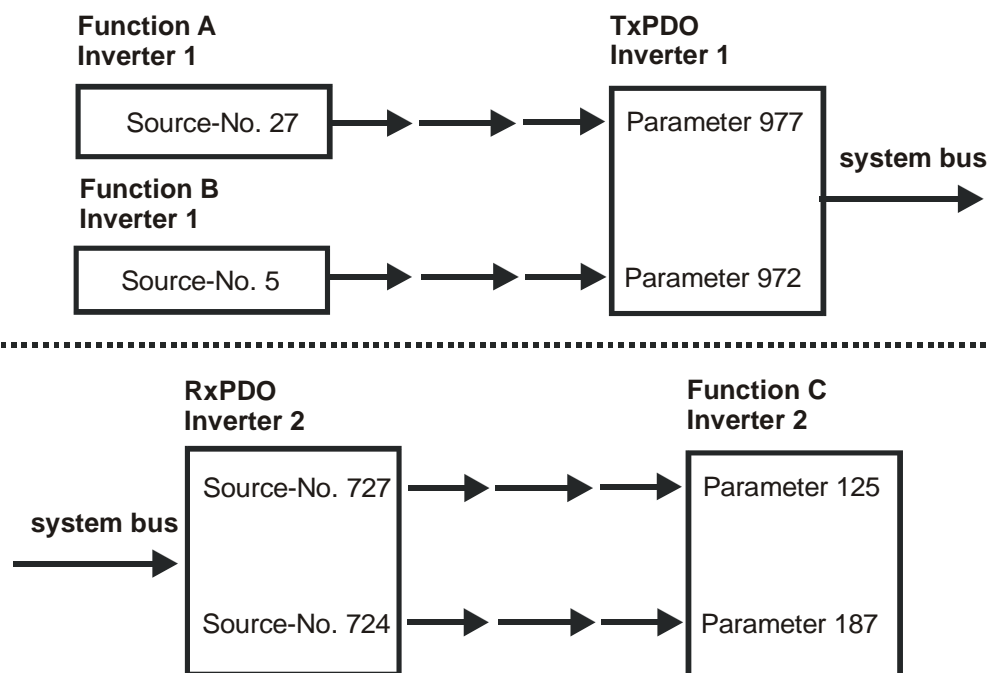 Function A
Inverter 1
Source-No. 27
Function B
Inverter 1
Source-No. 5
TxPDO
Inverter 1
Parameter 977
Parameter 972
system bus
system bus
RxPDO
Inverter 2
Source-No. 727
Source-No. 724
Function C
Inverter 2
Parameter 125
Parameter 187